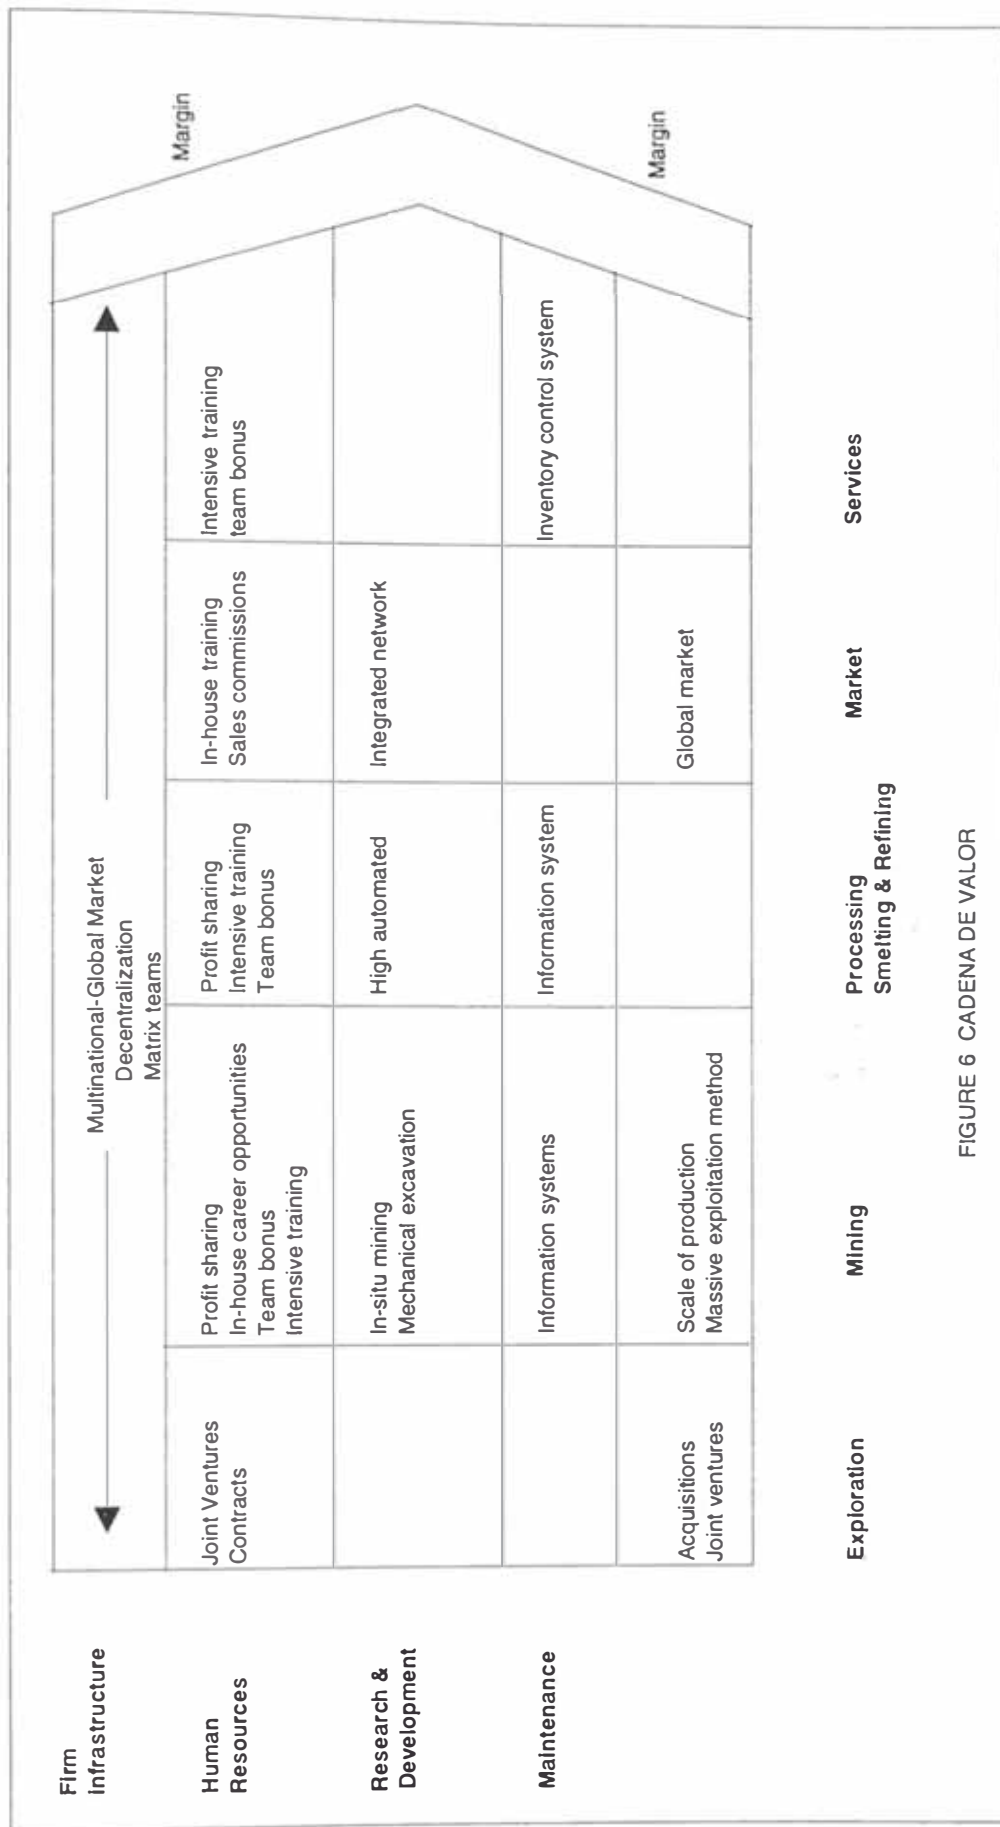 Firm
infrastructure
Multinational-Global Market
Decentralization
Matrix teams
Margin
Human
Resources
Joint Ventures
Contracts
Profit sharing
In-house career opportunities
Team bonus
Intensive training
Profit sharing
Intensive training
Team bonus
In-house training
Sales commissions
Intensive training
team bonus
Research &
Development
In-situ mining
Mechanical excavation
High automated
Integrated network
Maintenance
Information systems
Information system
Inventory control system
Acquisitions
Joint ventures
Scale of production
Massive exploitation method
Global market
Margin
Exploration
Mining
Processing
Smelting & Refining
Market
Services
FIGURE 6 CADENA DE VALOR